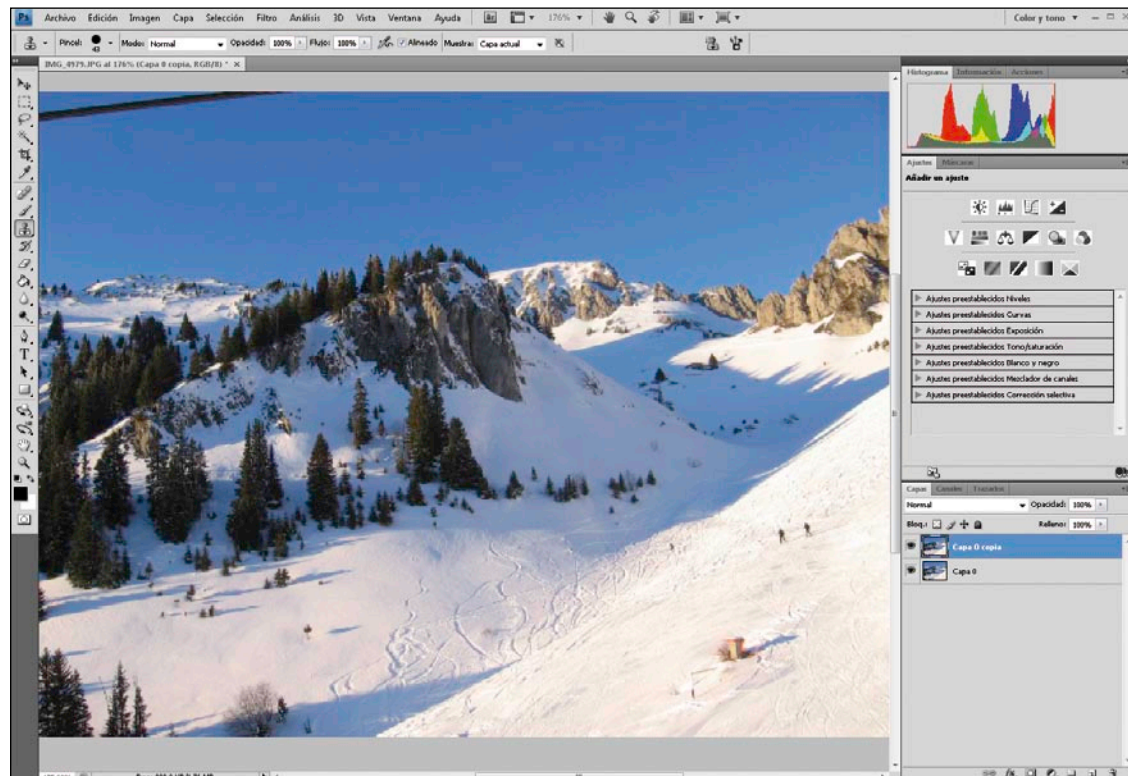 Ps Archivo Edición Imagen Capa Selección Filtro Análisis 3D Vista Ventana Ayuda Br 176% Color y tono
Pincel: 43 Modo: Normal Opacidad: 100% Flujo: 100% Alineado Muestra: Capa actual
IMG_4979.JPG al 176% (Capa 0 copia, RGB/8) * x
Histograma Información Acciones
Ajustes Máscaras
Añadir un ajuste
Ajustes preestablecidos Niveles
Ajustes preestablecidos Curvas
Ajustes preestablecidos Exposición
Ajustes preestablecidos Tono/saturación
Ajustes preestablecidos Blanco y negro
Ajustes preestablecidos Mezclador de canales
Ajustes preestablecidos Corrección selectiva
Capas Canales Trazados
Normal Opacidad: 100%
Bloq.: Relleno: 100%
Capa 0 copia
Capa 0